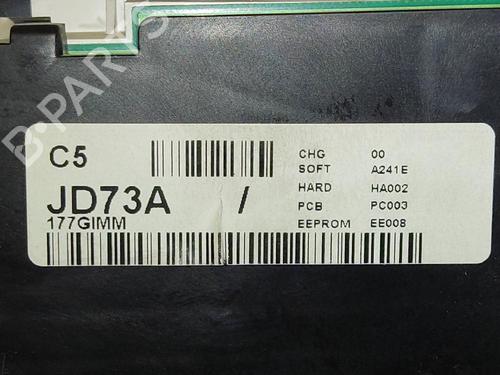 B-PARTS
C5
JD73A /
177GIMM
CHG 00
SOFT A241E
HARD HA002
PCB PC003
EEPROM EE008